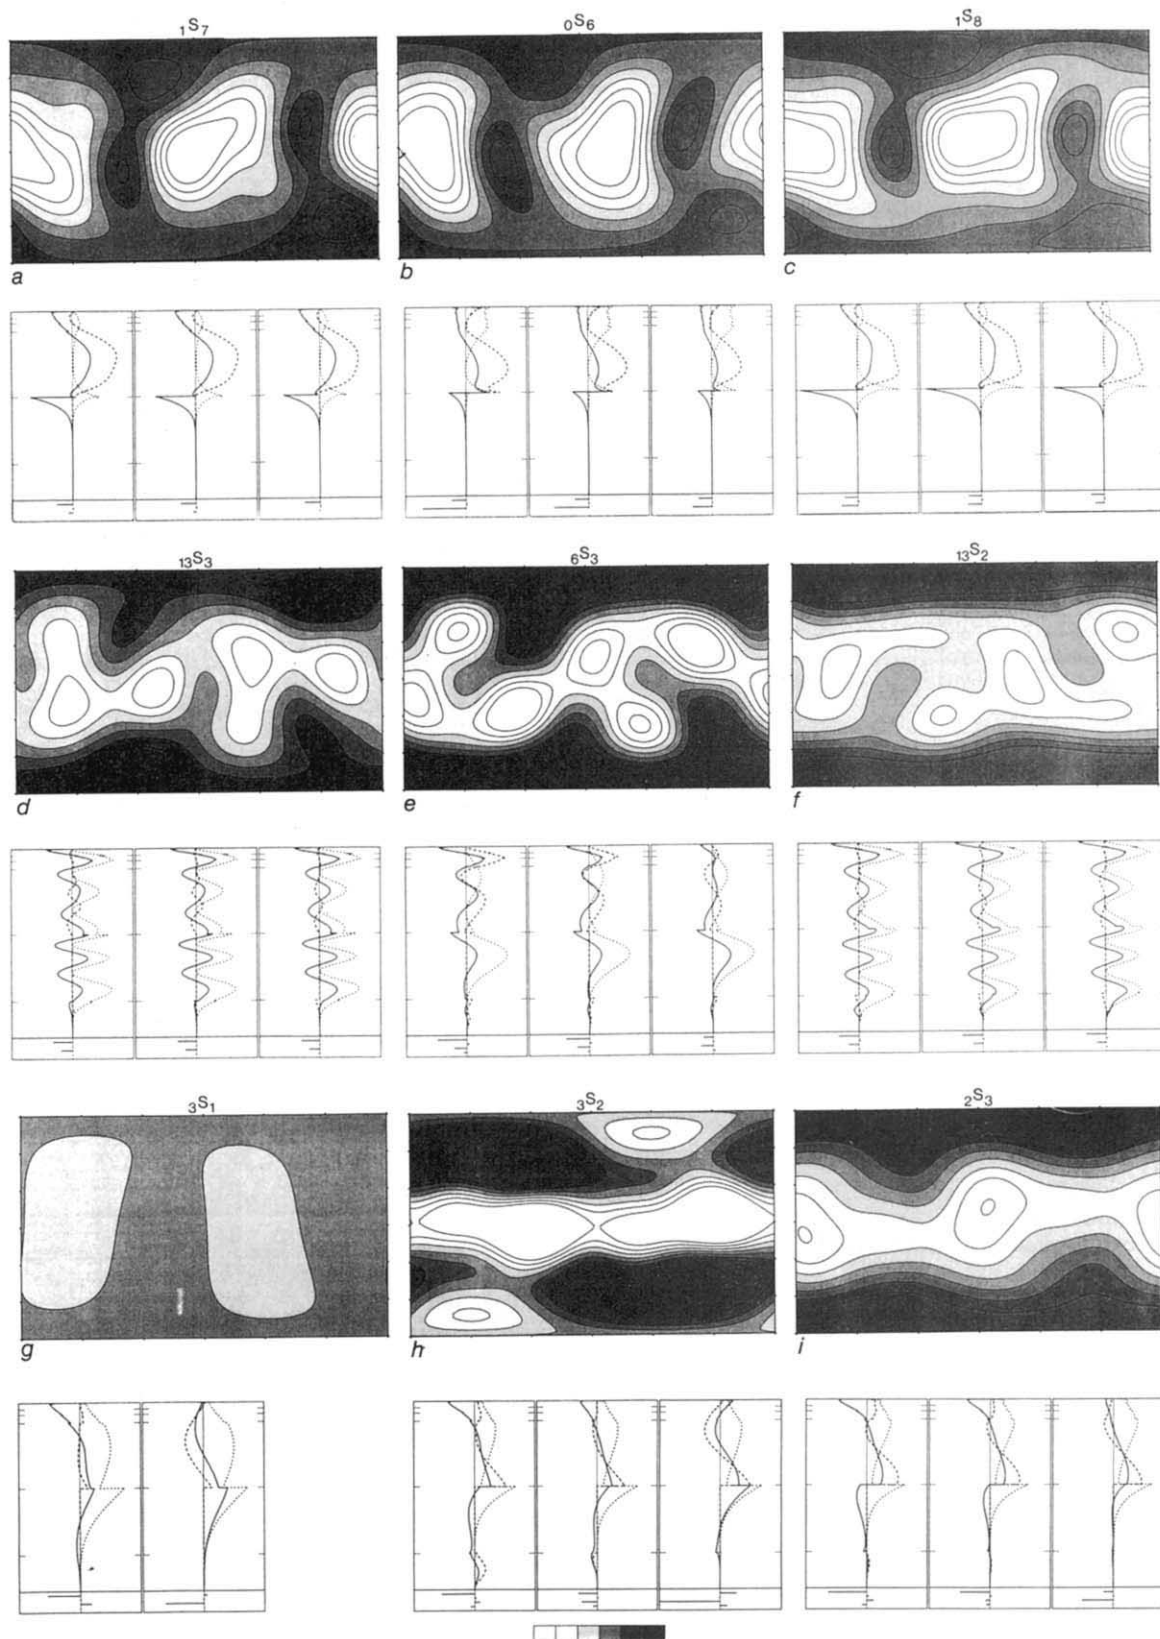 ₁S₇
₀S₆
₁S₈
a
b
c
₁₃S₃
₆S₃
₁₃S₂
d
e
f
₃S₁
₃S₂
₂S₃
g
h
i